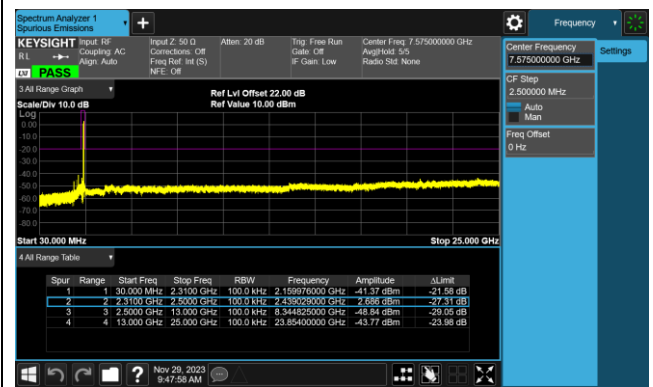 Spectrum Analyzer 1
Spurious Emissions
Frequency
KEYSIGHT
RL
LXI
PASS
Input: RF
Coupling: AC
Align: Auto
Input Z: 50 Ω
Corrections: Off
Freq Ref: Int (S)
NFE: Off
Atten: 20 dB
Trig: Free Run
Gate: Off
IF Gain: Low
Center Freq: 7.575000000 GHz
Avg|Hold: 5/5
Radio Std: None
Center Frequency
7.575000000 GHz
Settings
CF Step
2.500000 MHz
Auto
Man
Freq Offset
0 Hz
3 All Range Graph
Scale/Div 10.0 dB
Ref Lvl Offset 22.00 dB
Ref Value 10.00 dBm
Log
0.00
-10.0
-20.0
-30.0
-40.0
-50.0
-60.0
-70.0
-80.0
Start 30.000 MHz
Stop 25.000 GHz
4 All Range Table
Spur Range Start Freq Stop Freq RBW Frequency Amplitude ΔLimit
1 1 30.000 MHz 2.3100 GHz 100.0 kHz 2.159976000 GHz -41.37 dBm -21.58 dB
2 2 2.3100 GHz 2.5000 GHz 100.0 kHz 2.439029000 GHz 2.686 dBm -27.31 dB
3 3 2.5000 GHz 13.000 GHz 100.0 kHz 8.344825000 GHz -48.84 dBm -29.05 dB
4 4 13.000 GHz 25.000 GHz 100.0 kHz 23.85400000 GHz -43.77 dBm -23.98 dB
Nov 29, 2023
9:47:58 AM